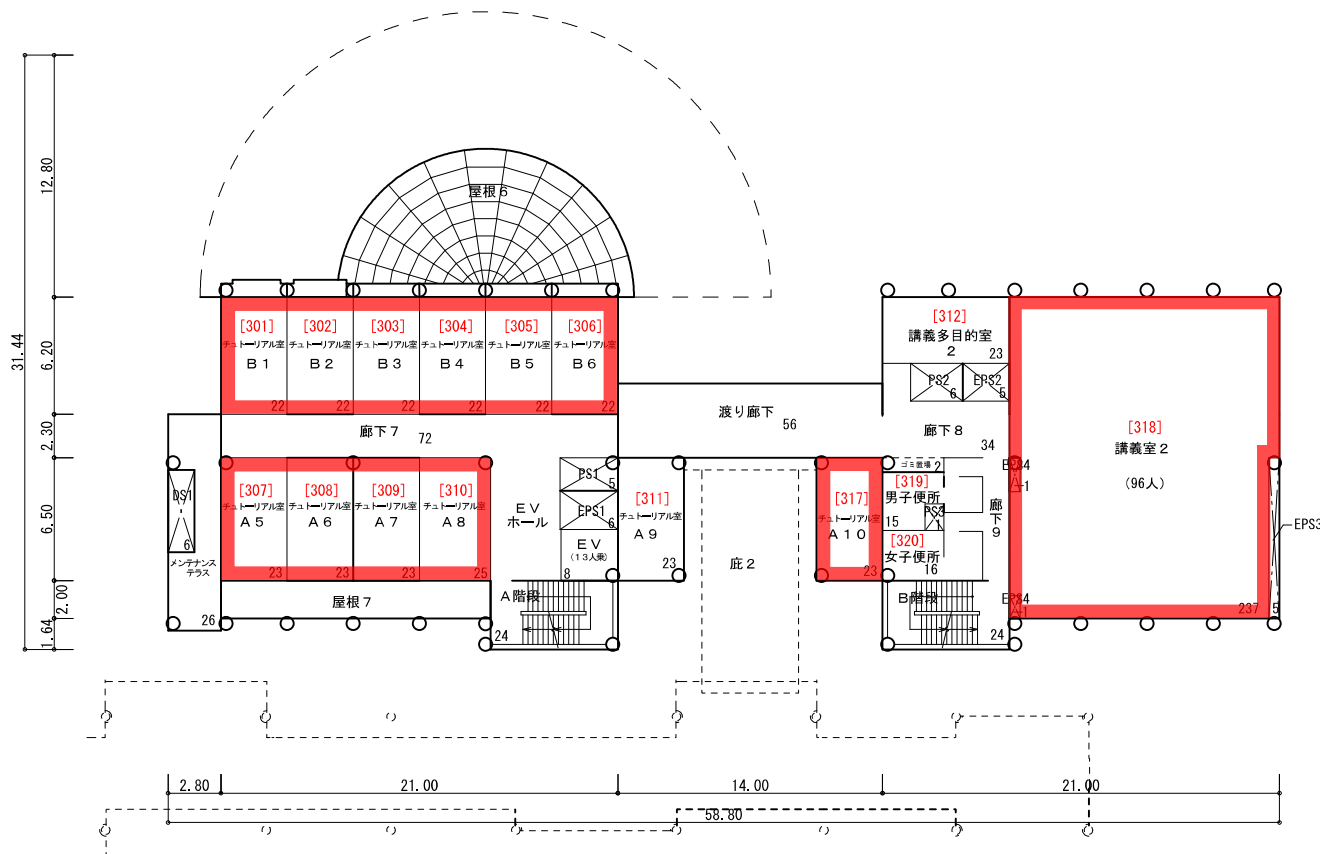 屋根6
12.80
31.44
6.20
2.30
6.50
2.00
1.64
[301]
チュトーリアル室
B1
22
[302]
チュトーリアル室
B2
22
[303]
チュトーリアル室
B3
22
[304]
チュトーリアル室
B4
22
[305]
チュトーリアル室
B5
22
[306]
チュトーリアル室
B6
22
[312]
講義多目的室
2
23
PS2
6
EPS2
5
渡り廊下
56
廊下7
72
廊下8
34
[318]
講義室2
(96人)
237
5
EPS3
EPS4
1
EPS4
1
DS1
6
メンテナンス
テラス
26
[307]
チュトーリアル室
A5
23
[308]
チュトーリアル室
A6
23
[309]
チュトーリアル室
A7
23
[310]
チュトーリアル室
A8
25
EV
ホール
PS1
5
EPS1
6
EV
(13人乗)
8
[311]
チュトーリアル室
A9
23
庇2
[317]
チュトーリアル室
A10
23
ゴミ置場
2
[319]
男子便所
15
PS3
1
[320]
女子便所
16
廊下9
屋根7
A階段
24
B階段
24
2.80
21.00
14.00
21.00
58.80